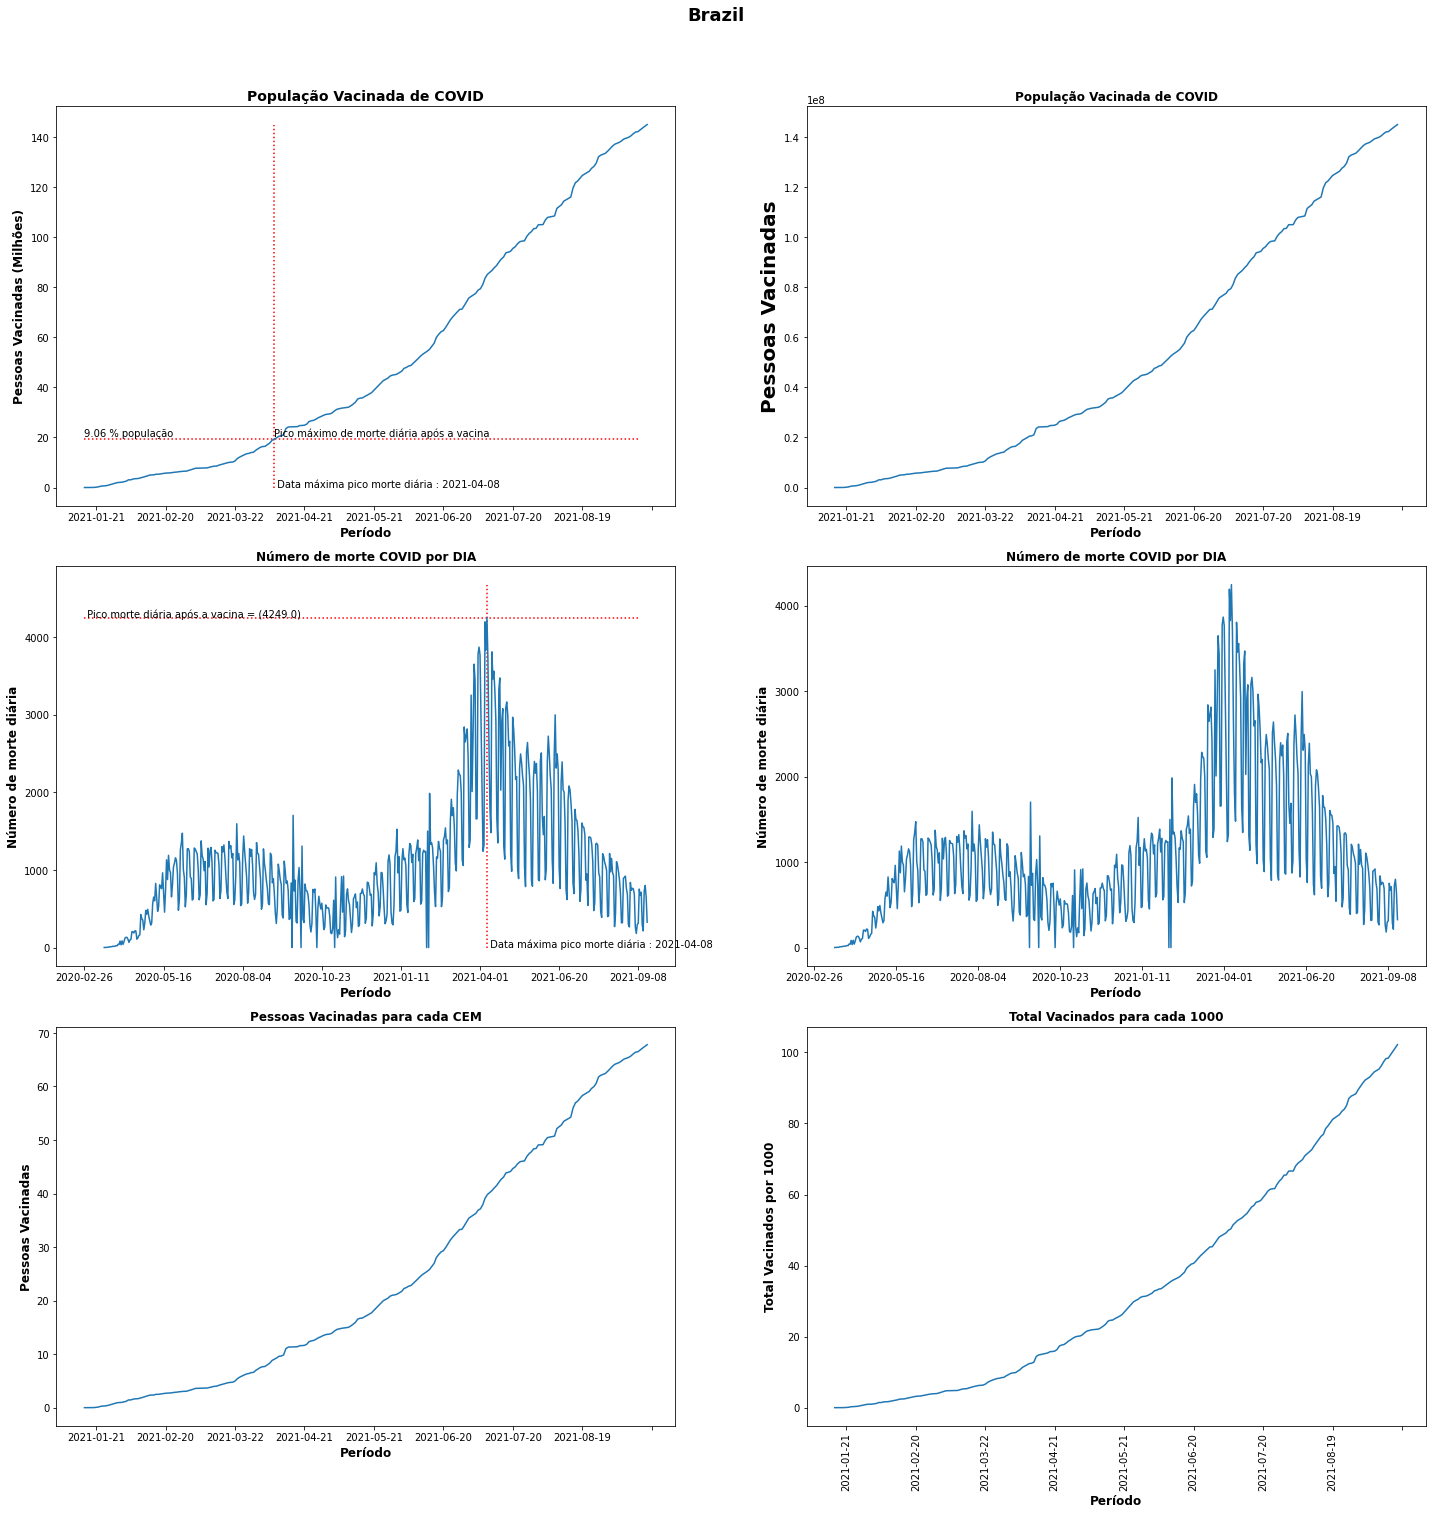 Brazil
População Vacinada de COVID
Pessoas Vacinadas (Milhões)
140
120
100
80
60
40
20
0
9.06 % população
Pico máximo de morte diária após a vacina
Data máxima pico morte diária : 2021-04-08
2021-01-21 2021-02-20 2021-03-22 2021-04-21 2021-05-21 2021-06-20 2021-07-20 2021-08-19
Período
População Vacinada de COVID
1e8
Pessoas Vacinadas
1.4
1.2
1.0
0.8
0.6
0.4
0.2
0.0
2021-01-21 2021-02-20 2021-03-22 2021-04-21 2021-05-21 2021-06-20 2021-07-20 2021-08-19
Período
Número de morte COVID por DIA
Número de morte diária
Pico morte diária após a vacina = (4249.0)
4000
3000
2000
1000
0
Data máxima pico morte diária : 2021-04-08
2020-02-26 2020-05-16 2020-08-04 2020-10-23 2021-01-11 2021-04-01 2021-06-20 2021-09-08
Período
Número de morte COVID por DIA
Número de morte diária
4000
3000
2000
1000
0
2020-02-26 2020-05-16 2020-08-04 2020-10-23 2021-01-11 2021-04-01 2021-06-20 2021-09-08
Período
Pessoas Vacinadas para cada CEM
Pessoas Vacinadas
70
60
50
40
30
20
10
0
2021-01-21 2021-02-20 2021-03-22 2021-04-21 2021-05-21 2021-06-20 2021-07-20 2021-08-19
Período
Total Vacinados para cada 1000
Total Vacinados por 1000
100
80
60
40
20
0
2021-01-21
2021-02-20
2021-03-22
2021-04-21
2021-05-21
2021-06-20
2021-07-20
2021-08-19
Período